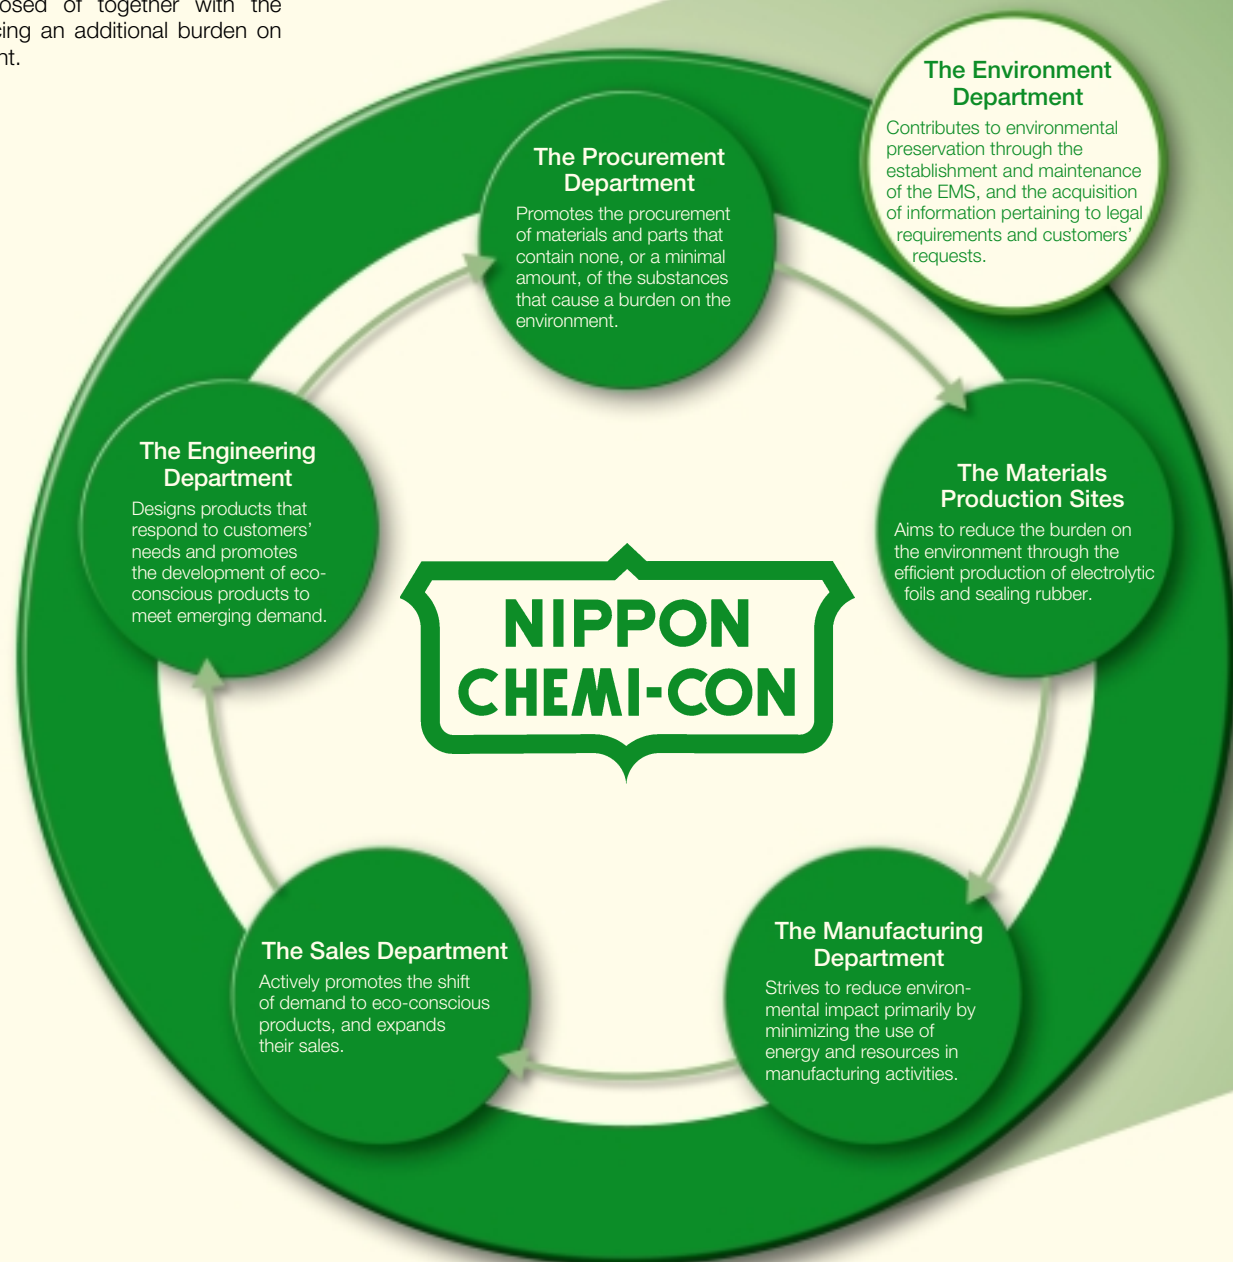 of together with the
an additional burden on
The Environment
Department
Contributes to environmental
preservation through the
establishment and maintenance
of the EMS, and the acquisition
of information pertaining to legal
requirements and customers’
requests.
The Procurement
Department
Promotes the procurement
of materials and parts that
contain none, or a minimal
amount, of the substances
that cause a burden on the
environment.
The Engineering
Department
Designs products that
respond to customers’
needs and promotes
the development of eco-
conscious products to
meet emerging demand.
The Materials
Production Sites
Aims to reduce the burden on
the environment through the
efficient production of electrolytic
foils and sealing rubber.
NIPPON
CHEMI-CON
The Sales Department
Actively promotes the shift
of demand to eco-conscious
products, and expands
their sales.
The Manufacturing
Department
Strives to reduce environ-
mental impact primarily by
minimizing the use of
energy and resources in
manufacturing activities.